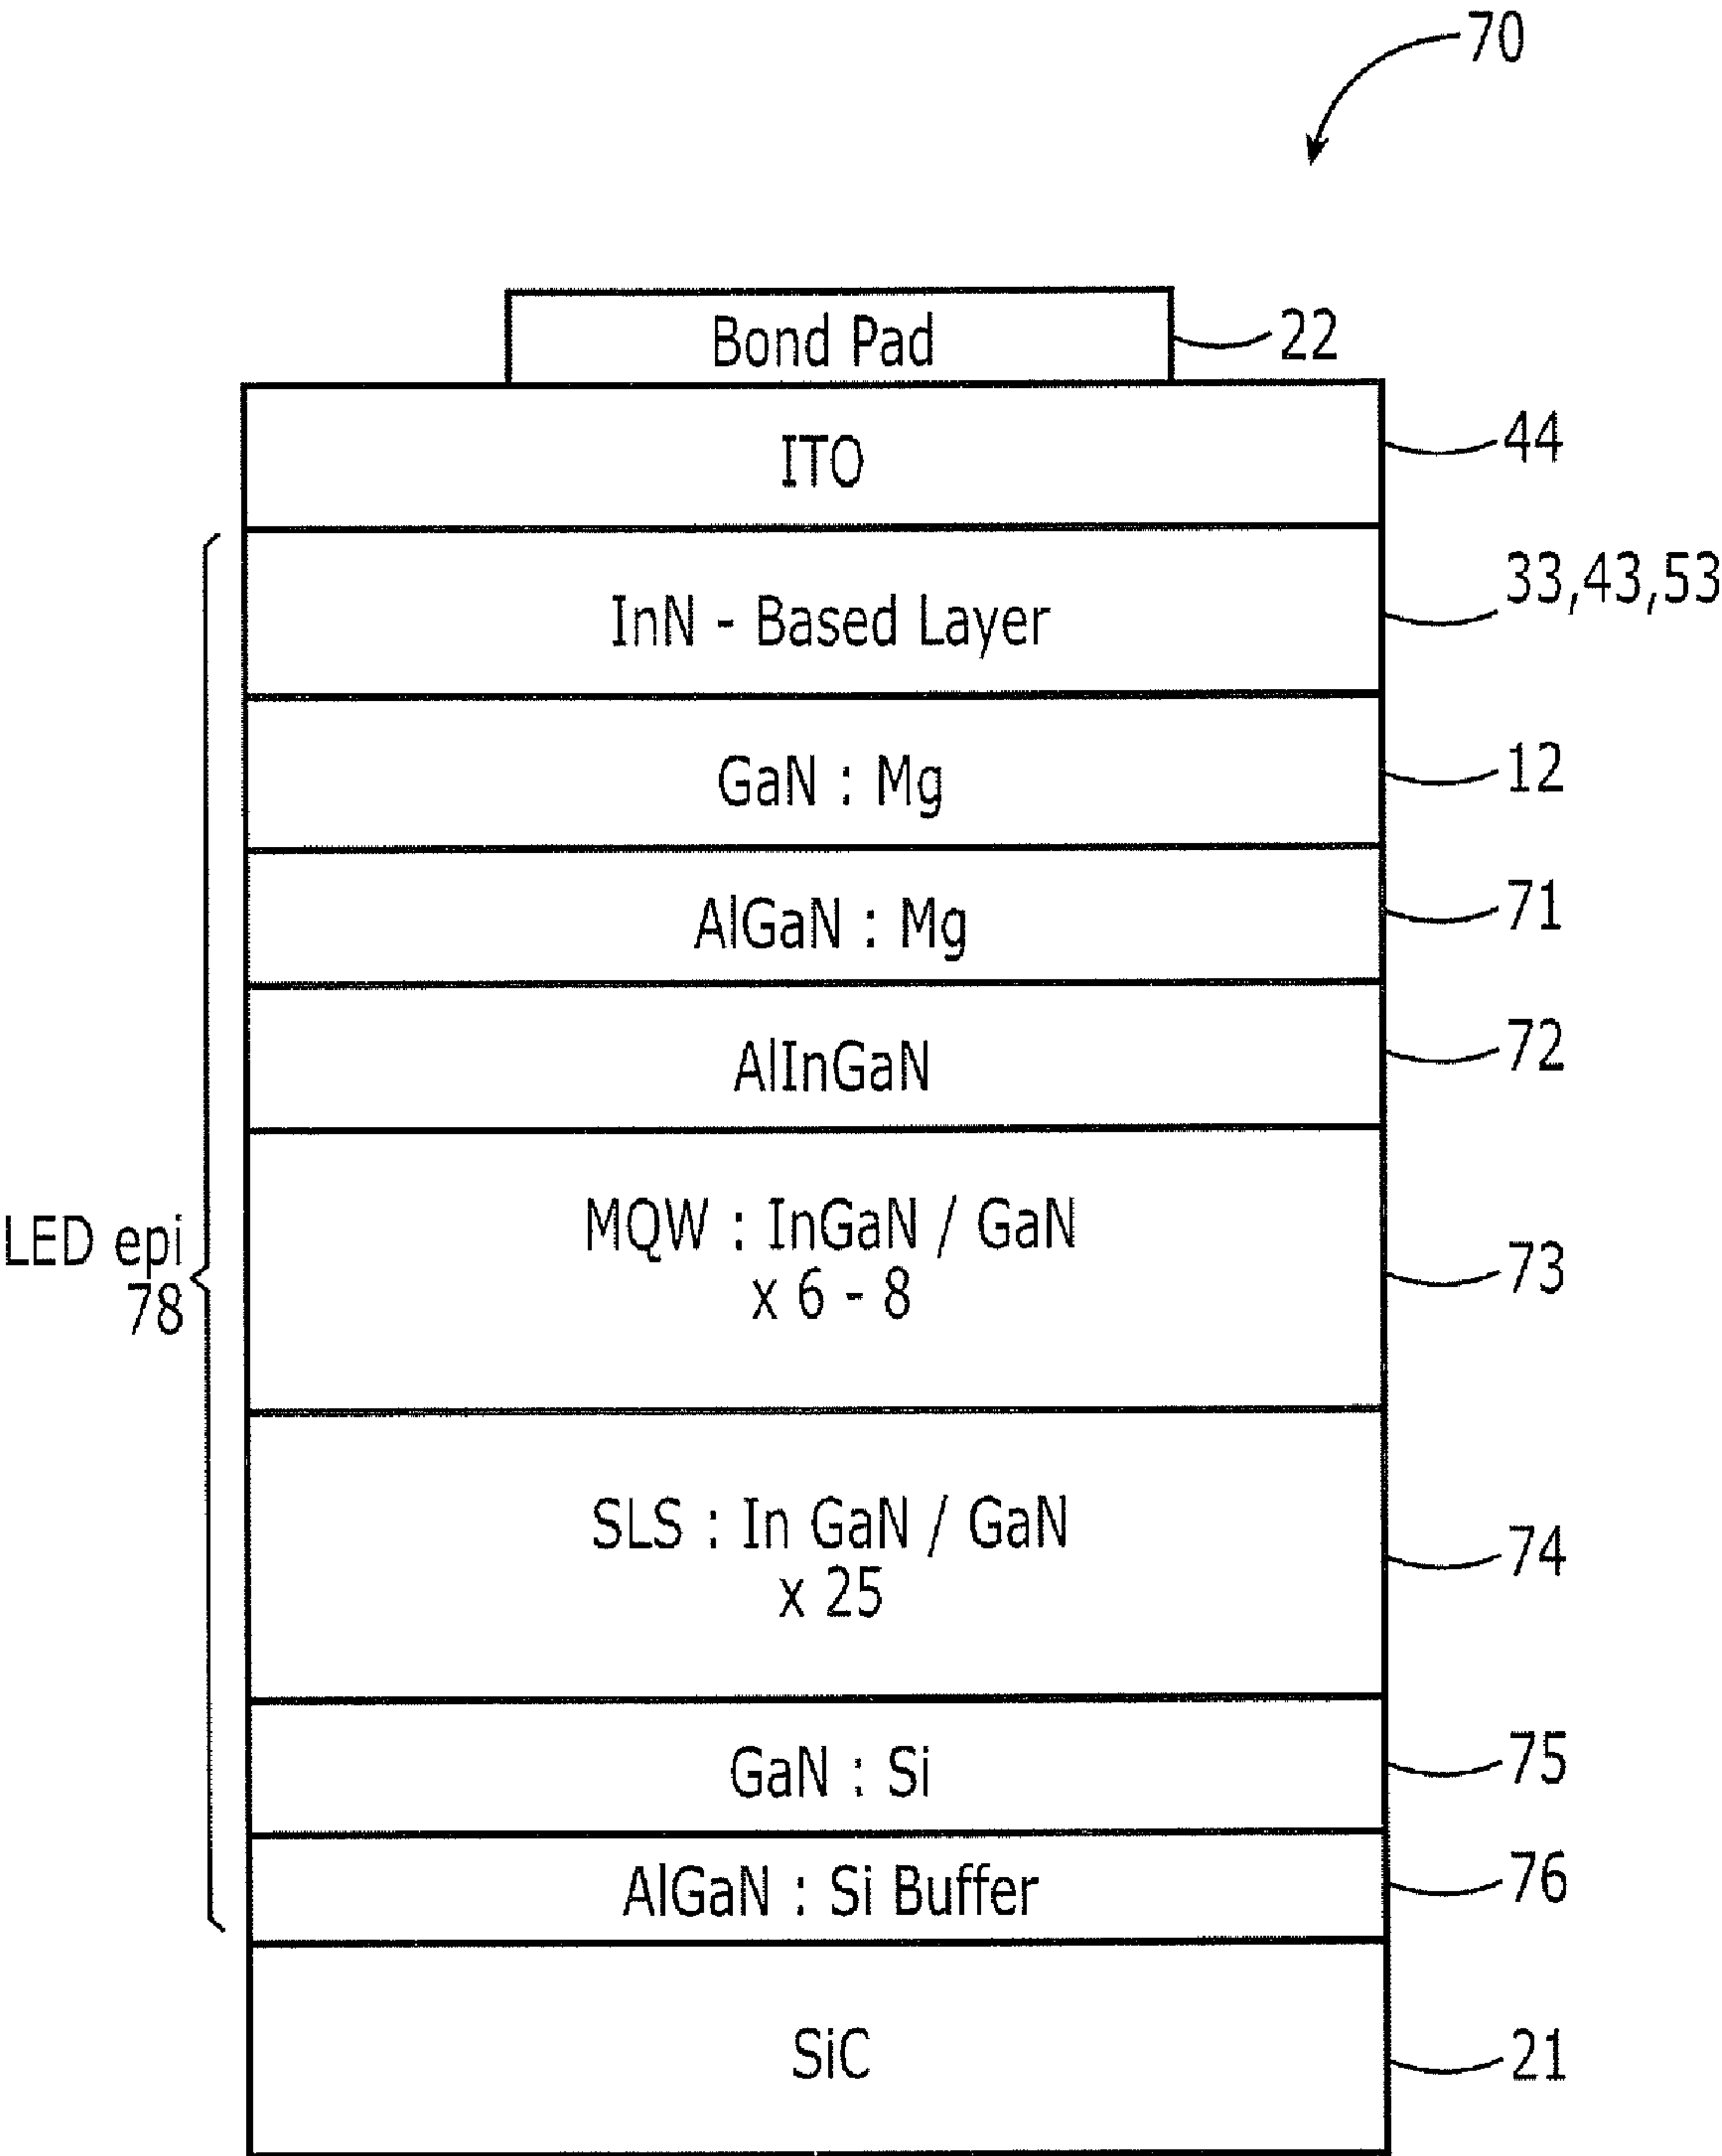 70
Bond Pad
22
ITO
44
InN - Based Layer
33,43,53
GaN : Mg
12
AlGaN : Mg
71
AlInGaN
72
MQW : InGaN / GaN
x 6 - 8
73
LED epi
78
SLS : In GaN / GaN
x 25
74
GaN : Si
75
AlGaN : Si Buffer
76
SiC
21